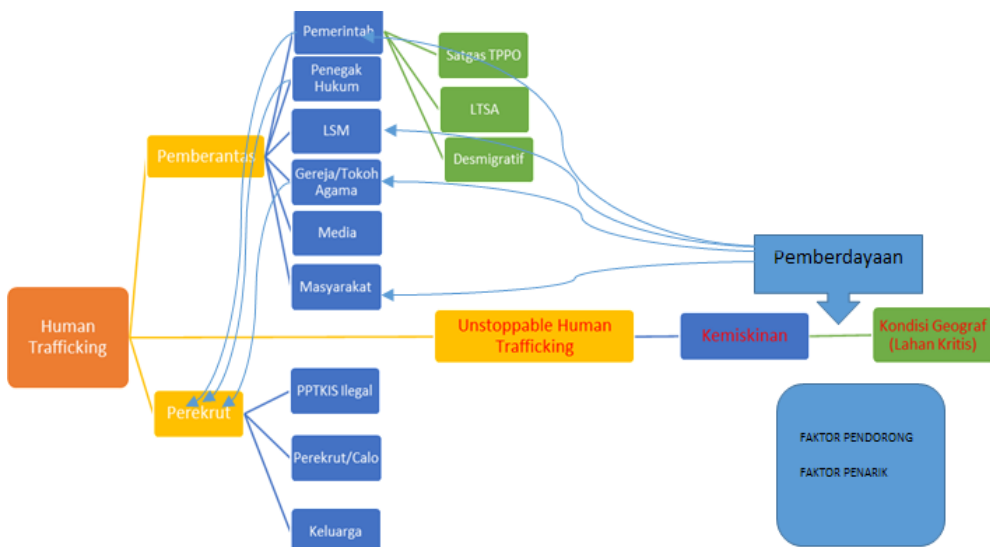 Pemerintah
Penegak
Hukum
LSM
Gereja/Tokoh
Agama
Media
Masyarakat
Satgas TPPO
LTSA
Desmigratif
Pemberantas
Pemberdayaan
Human
Trafficking
Unstoppable Human
Trafficking
Kemiskinan
Kondisi Geograf
(Lahan Kritis)
Perekrut
PPTKIS Ilegal
Perekrut/Calo
Keluarga
FAKTOR PENDORONG
FAKTOR PENARIK